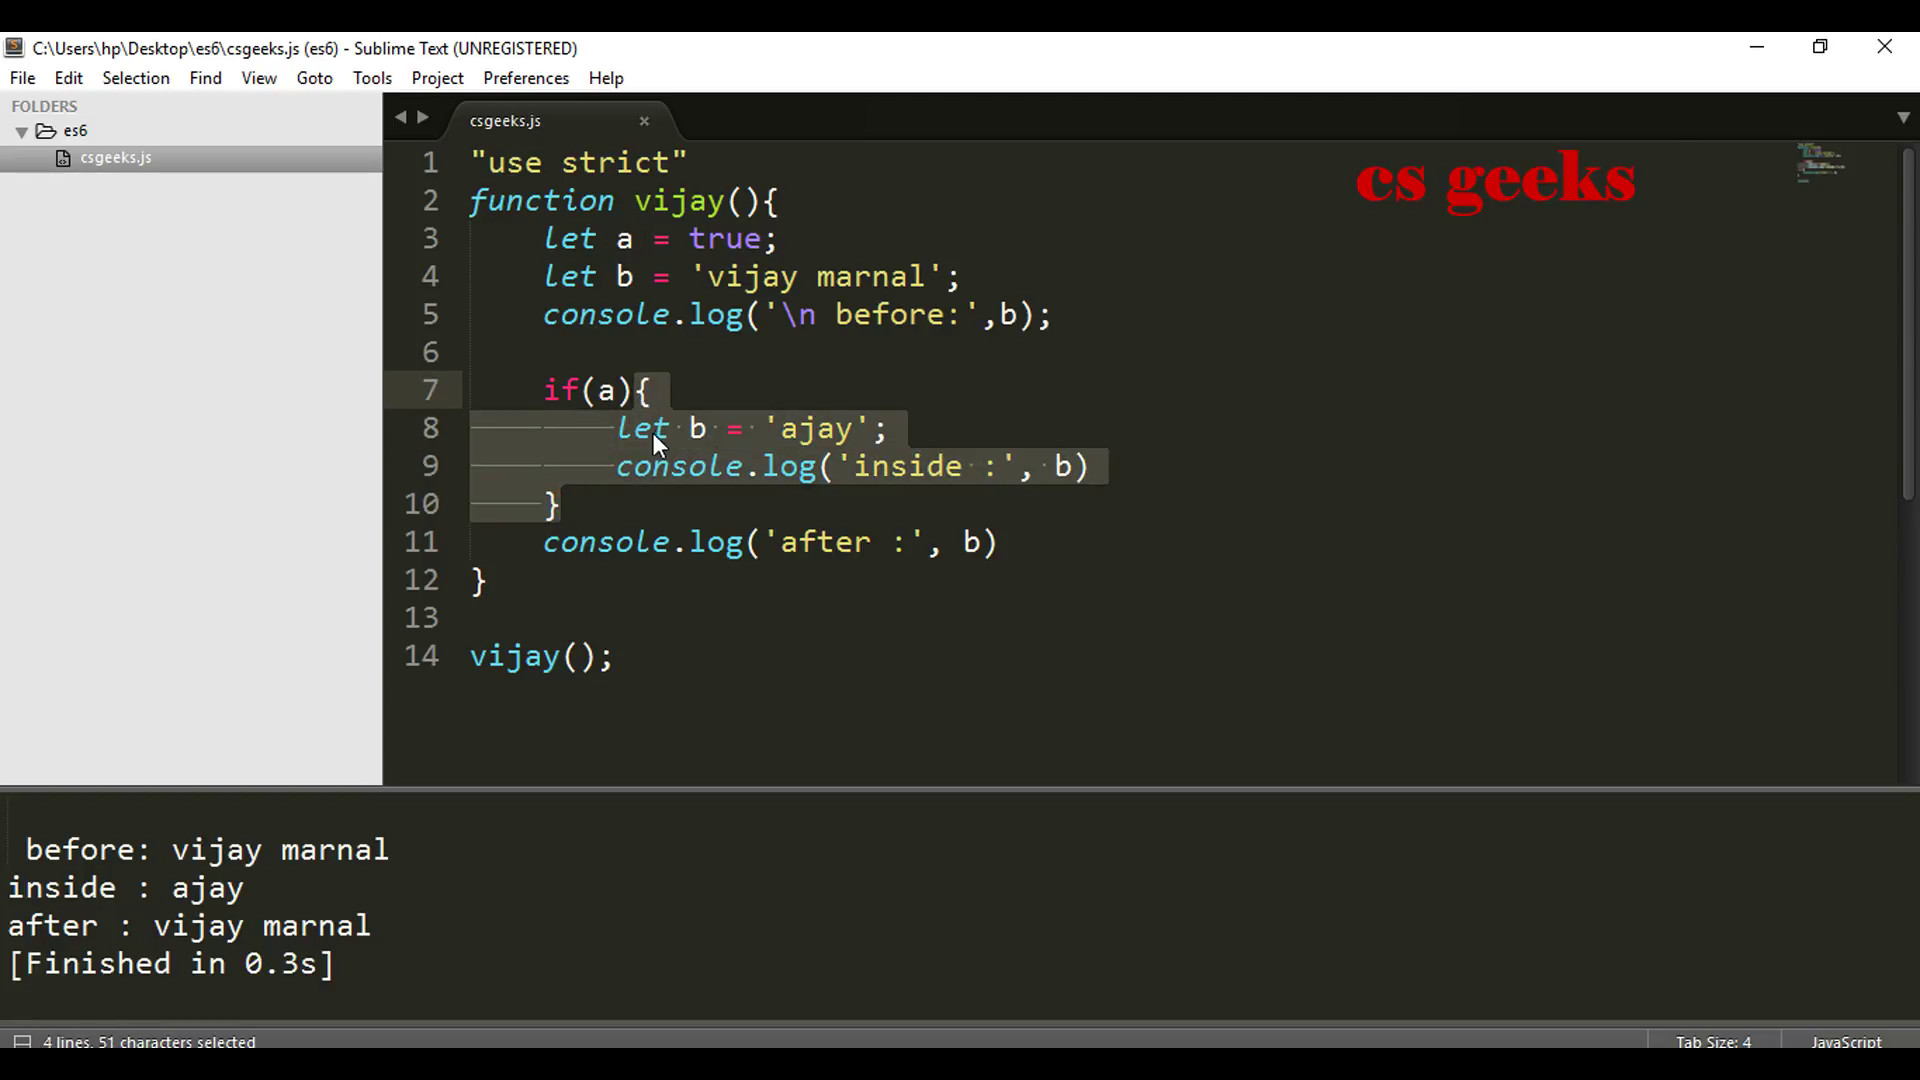 C:\Users\hp\Desktop\es6\csgeeks.js (es6) - Sublime Text (UNREGISTERED)
File Edit Selection Find View Goto Tools Project Preferences Help
FOLDERS
es6
csgeeks.js
csgeeks.js
cs geeks
1 "use strict"
2 function vijay(){
3 let a = true;
4 let b = 'vijay marnal';
5 console.log('\n before:',b);
6
7 if(a){
8 let b = 'ajay';
9 console.log('inside :', b)
10 }
11 console.log('after :', b)
12 }
13
14 vijay();
before: vijay marnal
inside : ajay
after : vijay marnal
[Finished in 0.3s]
4 lines, 51 characters selected Tab Size: 4 JavaScript